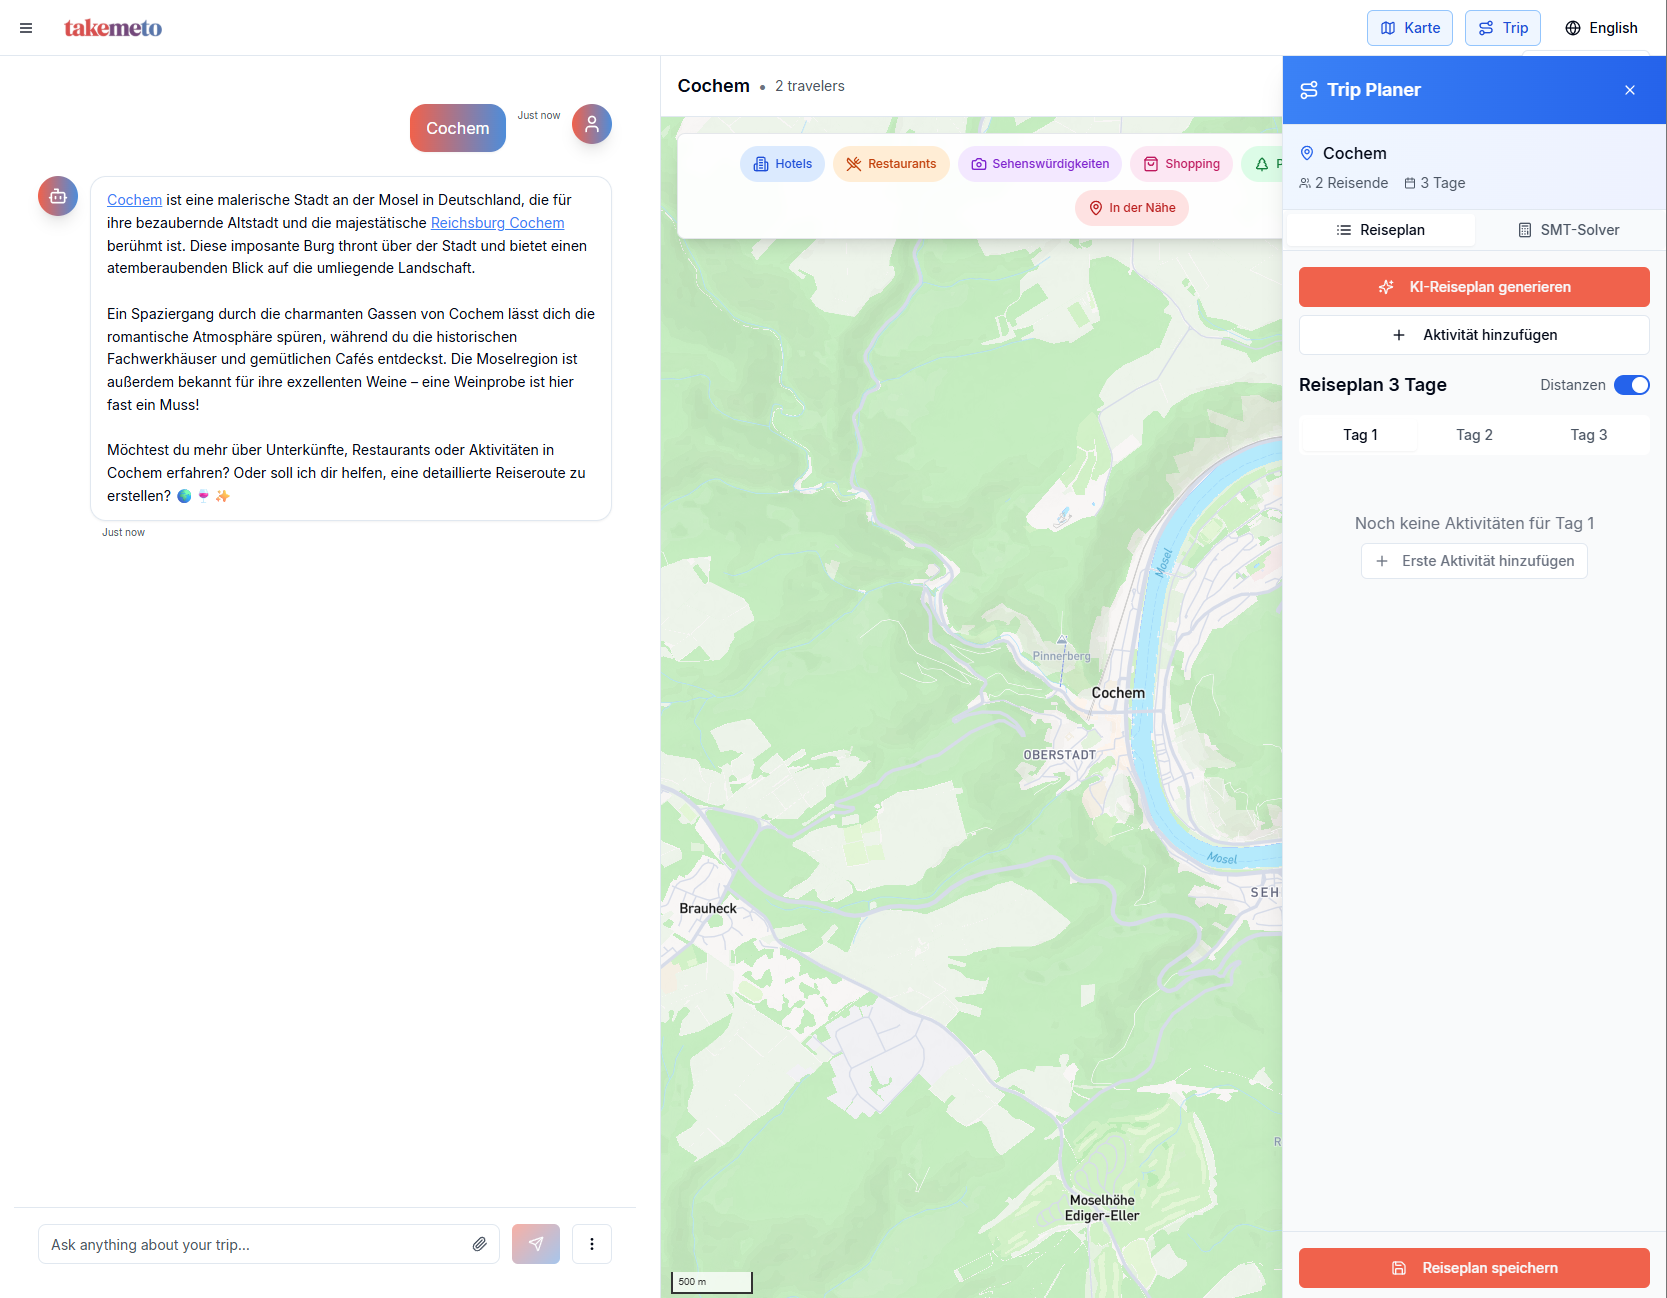 takemeto
Karte
Trip
English
Cochem
Just now
Cochem ist eine malerische Stadt an der Mosel in Deutschland, die für
ihre bezaubernde Altstadt und die majestätische Reichsburg Cochem
berühmt ist. Diese imposante Burg thront über der Stadt und bietet einen
atemberaubenden Blick auf die umliegende Landschaft.
Ein Spaziergang durch die charmanten Gassen von Cochem lässt dich die
romantische Atmosphäre spüren, während du die historischen
Fachwerkhäuser und gemütlichen Cafés entdeckst. Die Moselregion ist
außerdem bekannt für ihre exzellenten Weine – eine Weinprobe ist hier
fast ein Muss!
Möchtest du mehr über Unterkünfte, Restaurants oder Aktivitäten in
Cochem erfahren? Oder soll ich dir helfen, eine detaillierte Reiseroute zu
erstellen? 🌍 🍷 ✨
Just now
Ask anything about your trip...
Cochem • 2 travelers
Hotels
Restaurants
Sehenswürdigkeiten
Shopping
P
In der Nähe
Mosel
Pinnerberg
Cochem
OBERSTADT
Mosel
SEH
Brauheck
R
Moselhöhe
Ediger-Eller
500 m
Trip Planer
Cochem
2 Reisende
3 Tage
Reiseplan
SMT-Solver
KI-Reiseplan generieren
Aktivität hinzufügen
Reiseplan 3 Tage
Distanzen
Tag 1
Tag 2
Tag 3
Noch keine Aktivitäten für Tag 1
Erste Aktivität hinzufügen
Reiseplan speichern